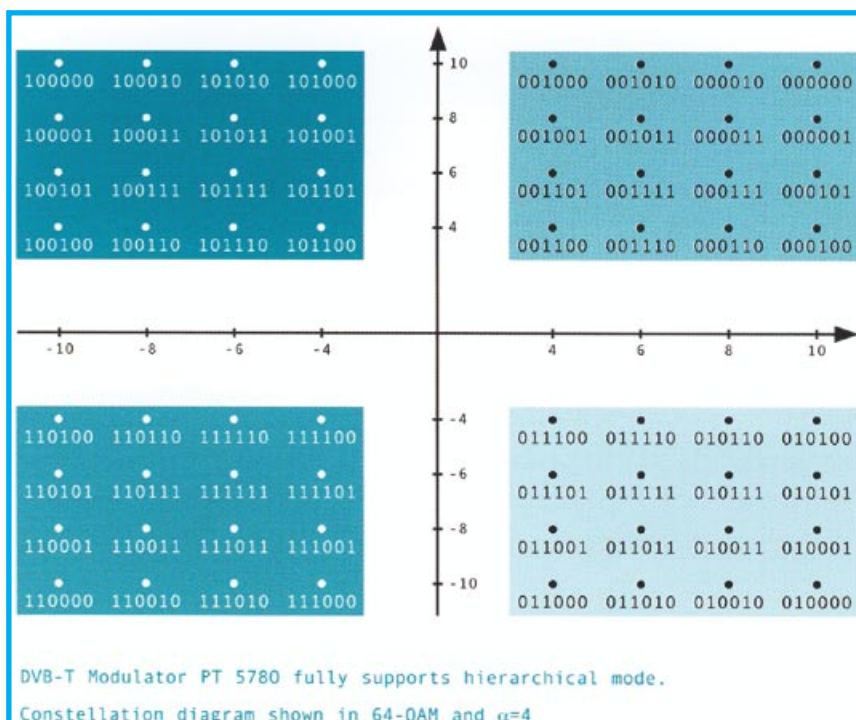 10
100000 100010 101010 101000 001000 001010 000010 000000
8
100001 100011 101011 101001 001001 001011 000011 000001
6
100101 100111 101111 101101 001101 001111 000111 000101
4
100100 100110 101110 101100 001100 001110 000110 000100
-10 -8 -6 -4 4 6 8 10
-4
110100 110110 111110 111100 011100 011110 010110 010100
-6
110101 110111 111111 111101 011101 011111 010111 010101
-8
110001 110011 111011 111001 011001 011011 010011 010001
-10
110000 110010 111010 111000 011000 011010 010010 010000
DVB-T Modulator PT 5780 fully supports hierarchical mode.
Constellation diagram shown in 64-QAM and α=4